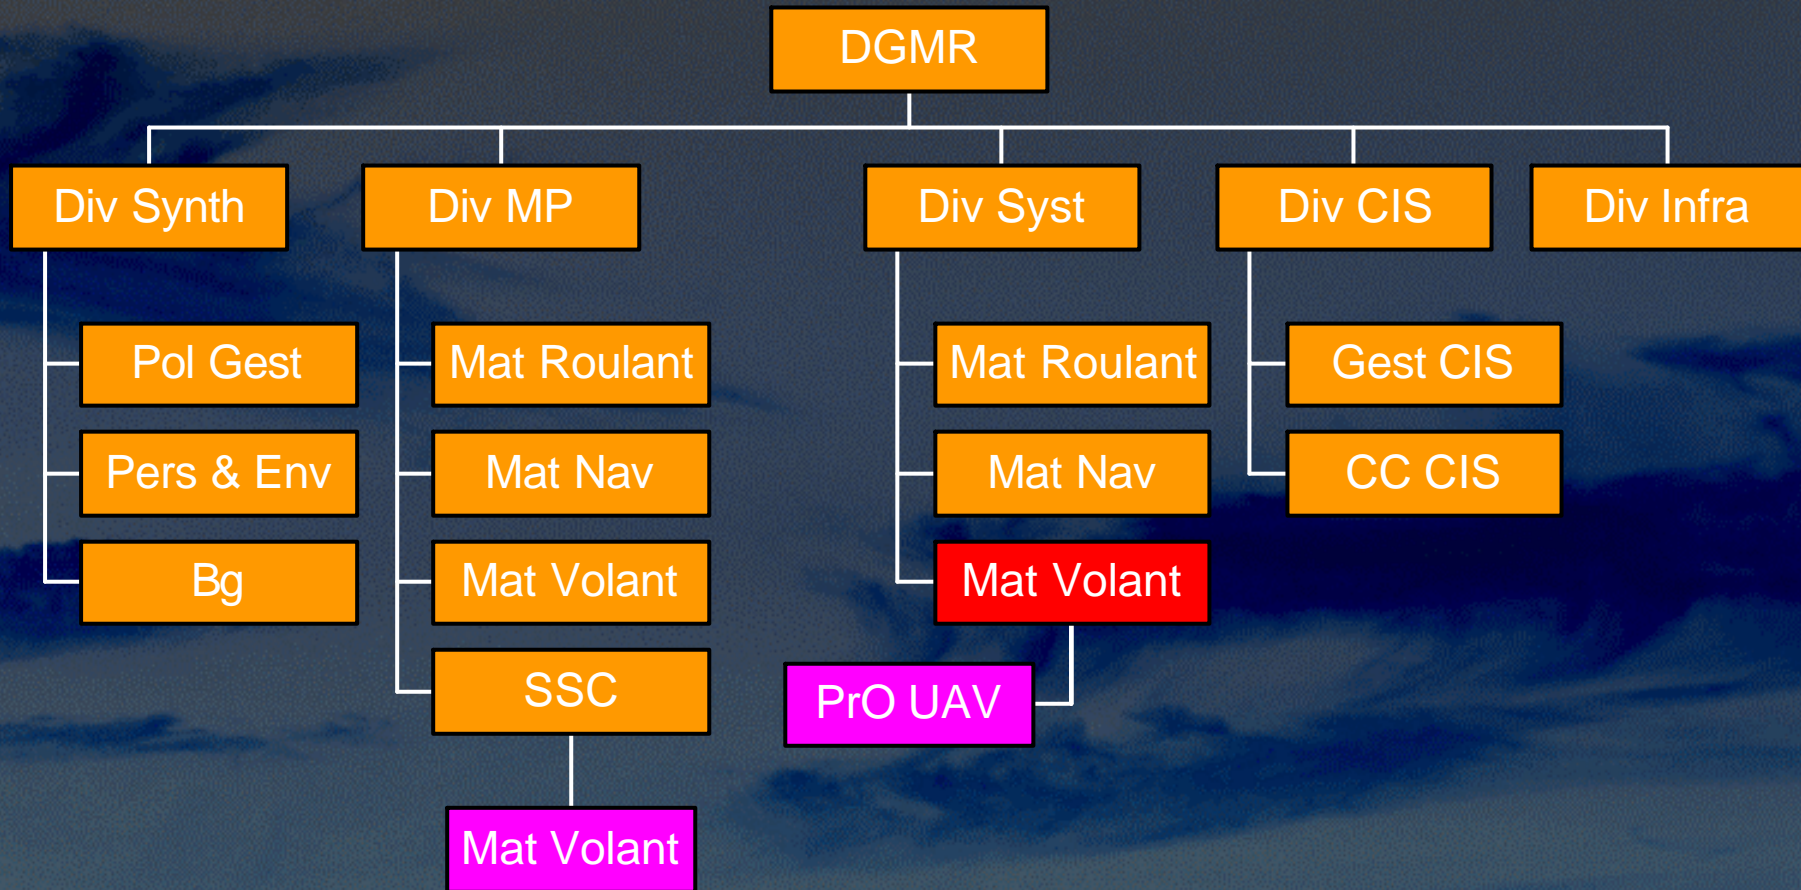 DGMR
Div Synth
Div MP
Div Syst
Div CIS
Div Infra
Pol Gest
Mat Roulant
Mat Roulant
Gest CIS
Pers & Env
Mat Nav
Mat Nav
CC CIS
Bg
Mat Volant
Mat Volant
SSC
PrO UAV
Mat Volant